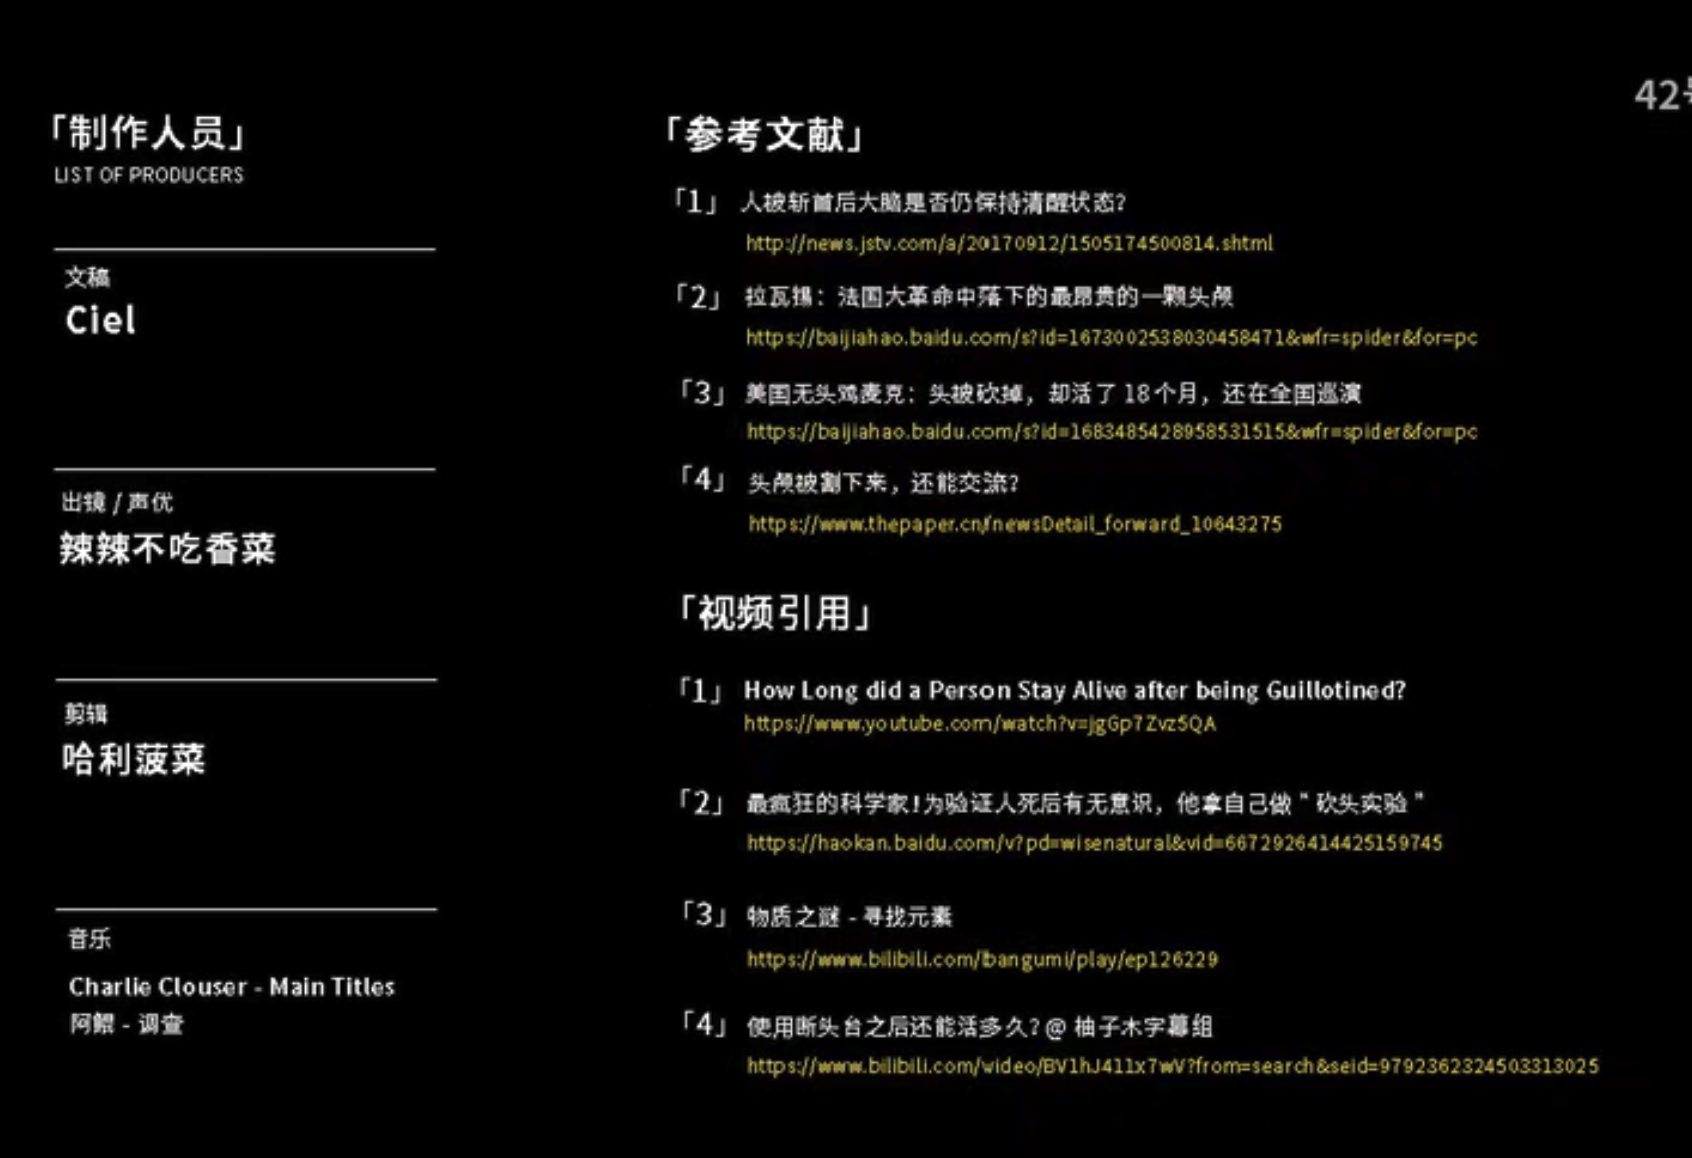 42
「制作人员」
LIST OF PRODUCERS
文稿
Ciel
出镜 / 声优
辣辣不吃香菜
剪辑
哈利菠菜
音乐
Charlie Clouser - Main Titles
阿鲲 - 调查
「参考文献」
「1」 人被斩首后大脑是否仍保持清醒状态?
http://news.jstv.com/a/20170912/1505174500814.shtml
「2」 拉瓦锡：法国大革命中落下的最昂贵的一颗头颅
https://baijiahao.baidu.com/s?id=1673002538030458471&wfr=spider&for=pc
「3」 美国无头鸡麦克：头被砍掉，却活了 18 个月，还在全国巡演
https://baijiahao.baidu.com/s?id=1683485428958531515&wfr=spider&for=pc
「4」 头颅被割下来，还能交流?
https://www.thepaper.cn/newsDetail_forward_10643275
「视频引用」
「1」 How Long did a Person Stay Alive after being Guillotined?
https://www.youtube.com/watch?v=jgGp7Zvz5QA
「2」 最疯狂的科学家!为验证人死后有无意识，他拿自己做 " 砍头实验 "
https://haokan.baidu.com/v?pd=wisenatural&vid=6672926414425159745
「3」 物质之谜 - 寻找元素
https://www.bilibili.com/bangumi/play/ep126229
「4」 使用断头台之后还能活多久? @ 柚子木字幕组
https://www.bilibili.com/video/BV1hJ411x7wV?from=search&seid=9792362324503313025